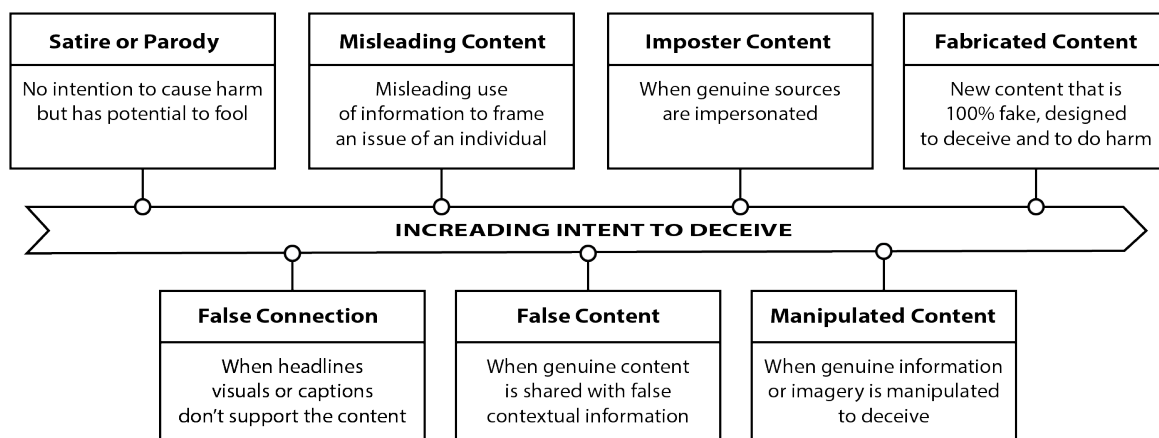 Satire or Parody
No intention to cause harm
but has potential to fool
Misleading Content
Misleading use
of information to frame
an issue of an individual
Imposter Content
When genuine sources
are impersonated
Fabricated Content
New content that is
100% fake, designed
to deceive and to do harm
INCREADING INTENT TO DECEIVE
False Connection
When headlines
visuals or captions
don’t support the content
False Content
When genuine content
is shared with false
contextual information
Manipulated Content
When genuine information
or imagery is manipulated
to deceive